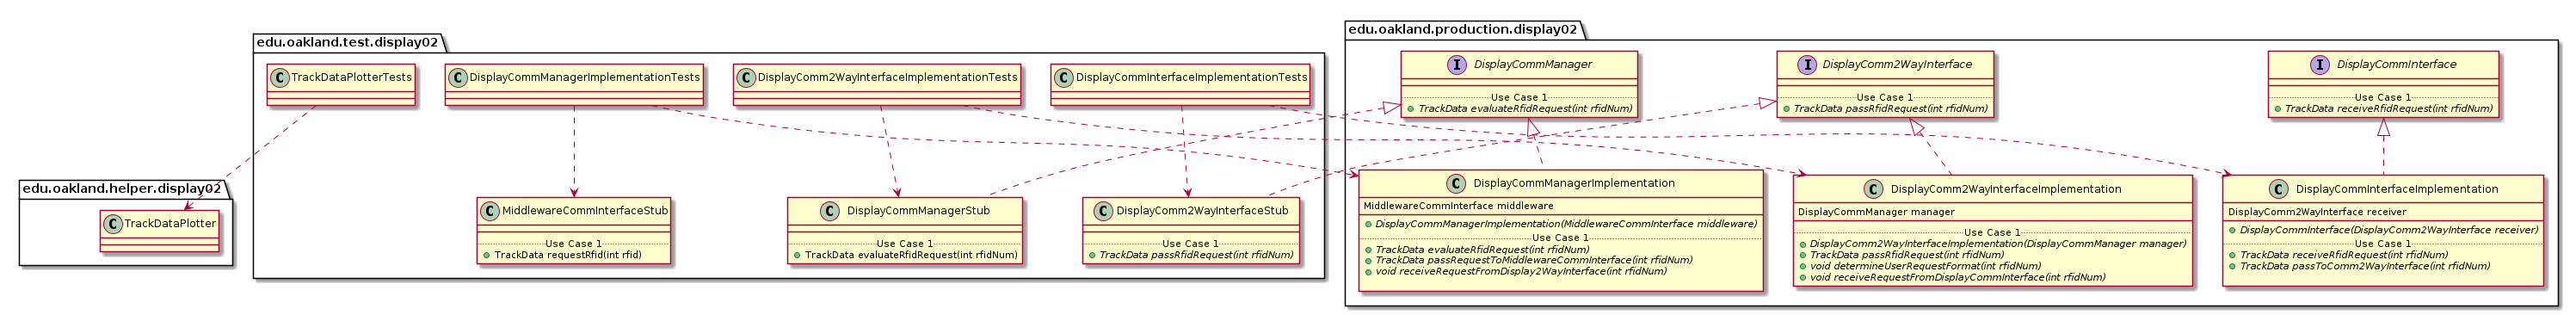 edu.oakland.helper.display02
C TrackDataPlotter
edu.oakland.test.display02
C TrackDataPlotterTests
C DisplayCommManagerImplementationTests
C DisplayComm2WayInterfaceImplementationTests
C DisplayCommInterfaceImplementationTests
C MiddlewareCommInterfaceStub
Use Case 1
TrackData requestRfid(int rfid)
C DisplayCommManagerStub
Use Case 1
TrackData evaluateRfidRequest(int rfidNum)
C DisplayComm2WayInterfaceStub
Use Case 1
TrackData passRfidRequest(int rfidNum)
edu.oakland.production.display02
I DisplayCommManager
Use Case 1
TrackData evaluateRfidRequest(int rfidNum)
I DisplayComm2WayInterface
Use Case 1
TrackData passRfidRequest(int rfidNum)
I DisplayCommInterface
Use Case 1
TrackData receiveRfidRequest(int rfidNum)
C DisplayCommManagerImplementation
MiddlewareCommInterface middleware
DisplayCommManagerImplementation(MiddlewareCommInterface middleware)
Use Case 1
TrackData evaluateRfidRequest(int rfidNum)
TrackData passRequestToMiddlewareCommInterface(int rfidNum)
void receiveRequestFromDisplay2WayInterface(int rfidNum)
C DisplayComm2WayInterfaceImplementation
DisplayCommManager manager
Use Case 1
DisplayComm2WayInterfaceImplementation(DisplayCommManager manager)
TrackData passRfidRequest(int rfidNum)
void determineUserRequestFormat(int rfidNum)
void receiveRequestFromDisplayCommInterface(int rfidNum)
C DisplayCommInterfaceImplementation
DisplayComm2WayInterface receiver
DisplayCommInterface(DisplayComm2WayInterface receiver)
Use Case 1
TrackData receiveRfidRequest(int rfidNum)
TrackData passToComm2WayInterface(int rfidNum)